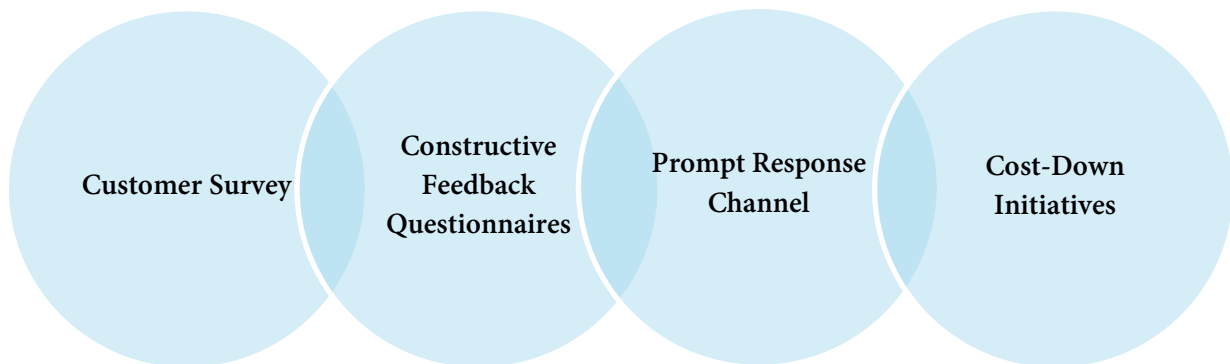 Customer Survey
Constructive
Feedback
Questionnaires
Prompt Response
Channel
Cost-Down
Initiatives